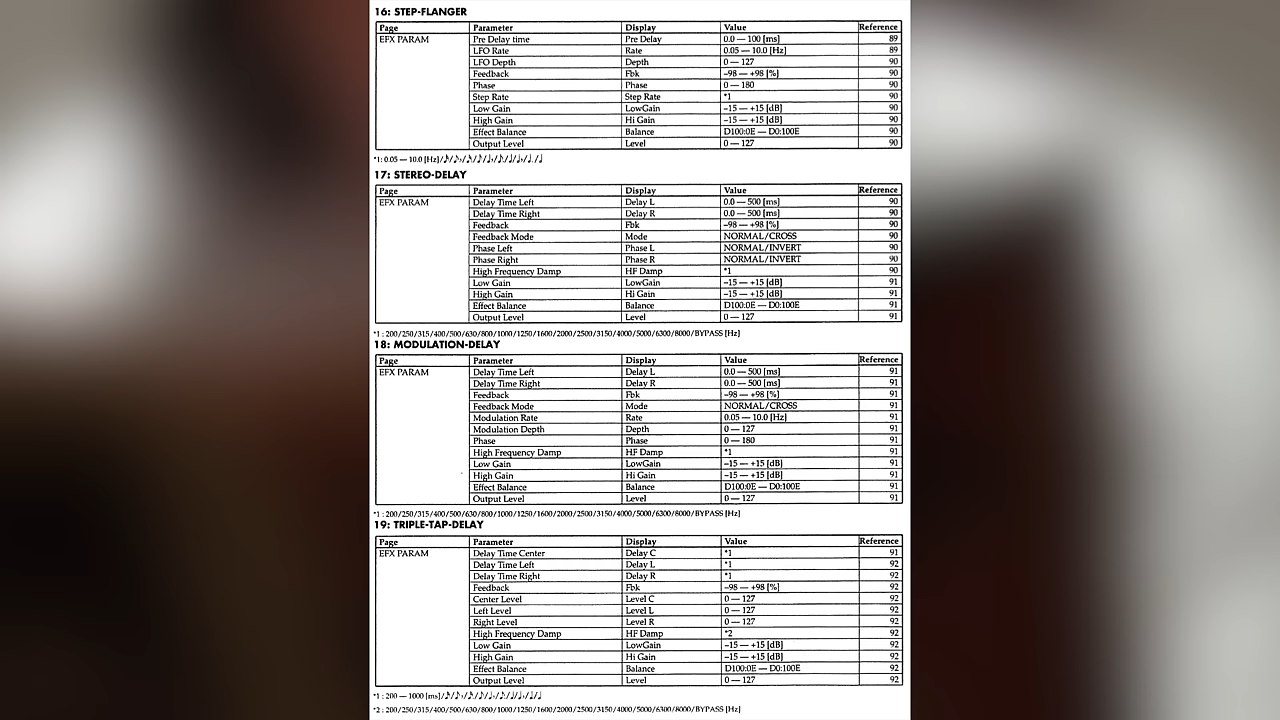 16: STEP-FLANGER
Page Parameter Display Value Reference
EFX PARAM Pre Delay time Pre Delay 0.0 — 100 [ms] 89
LFO Rate Rate 0.05 — 10.0 [Hz] 89
LFO Depth Depth 0 — 127 90
Feedback Fbk –98 — +98 [%] 90
Phase Phase 0 — 180 90
Step Rate Step Rate *1 90
Low Gain LowGain –15 — +15 [dB] 90
High Gain Hi Gain –15 — +15 [dB] 90
Effect Balance Balance D100:0E — D0:100E 90
Output Level Level 0 — 127 90
*1: 0.05 — 10.0 [Hz]/
17: STEREO-DELAY
Page Parameter Display Value Reference
EFX PARAM Delay Time Left Delay L 0.0 — 500 [ms] 90
Delay Time Right Delay R 0.0 — 500 [ms] 90
Feedback Fbk –98 — +98 [%] 90
Feedback Mode Mode NORMAL/CROSS 90
Phase Left Phase L NORMAL/INVERT 90
Phase Right Phase R NORMAL/INVERT 90
High Frequency Damp HF Damp *1 90
Low Gain LowGain –15 — +15 [dB] 91
High Gain Hi Gain –15 — +15 [dB] 91
Effect Balance Balance D100:0E — D0:100E 91
Output Level Level 0 — 127 91
*1 : 200/250/315/400/500/630/800/1000/1250/1600/2000/2500/3150/4000/5000/6300/8000/BYPASS [Hz]
18: MODULATION-DELAY
Page Parameter Display Value Reference
EFX PARAM Delay Time Left Delay L 0.0 — 500 [ms] 91
Delay Time Right Delay R 0.0 — 500 [ms] 91
Feedback Fbk –98 — +98 [%] 91
Feedback Mode Mode NORMAL/CROSS 91
Modulation Rate Rate 0.05 — 10.0 [Hz] 91
Modulation Depth Depth 0 — 127 91
Phase Phase 0 — 180 91
High Frequency Damp HF Damp *1 91
Low Gain LowGain –15 — +15 [dB] 91
High Gain Hi Gain –15 — +15 [dB] 91
Effect Balance Balance D100:0E — D0:100E 91
Output Level Level 0 — 127 91
*1 : 200/250/315/400/500/630/800/1000/1250/1600/2000/2500/3150/4000/5000/6300/8000/BYPASS [Hz]
19: TRIPLE-TAP-DELAY
Page Parameter Display Value Reference
EFX PARAM Delay Time Center Delay C *1 91
Delay Time Left Delay L *1 92
Delay Time Right Delay R *1 92
Feedback Fbk –98 — +98 [%] 92
Center Level Level C 0 — 127 92
Left Level Level L 0 — 127 92
Right Level Level R 0 — 127 92
High Frequency Damp HF Damp *2 92
Low Gain LowGain –15 — +15 [dB] 92
High Gain Hi Gain –15 — +15 [dB] 92
Effect Balance Balance D100:0E — D0:100E 92
Output Level Level 0 — 127 92
*1 : 200 — 1000 [ms]/
*2 : 200/250/315/400/500/630/800/1000/1250/1600/2000/2500/3150/4000/5000/6300/8000/BYPASS [Hz]